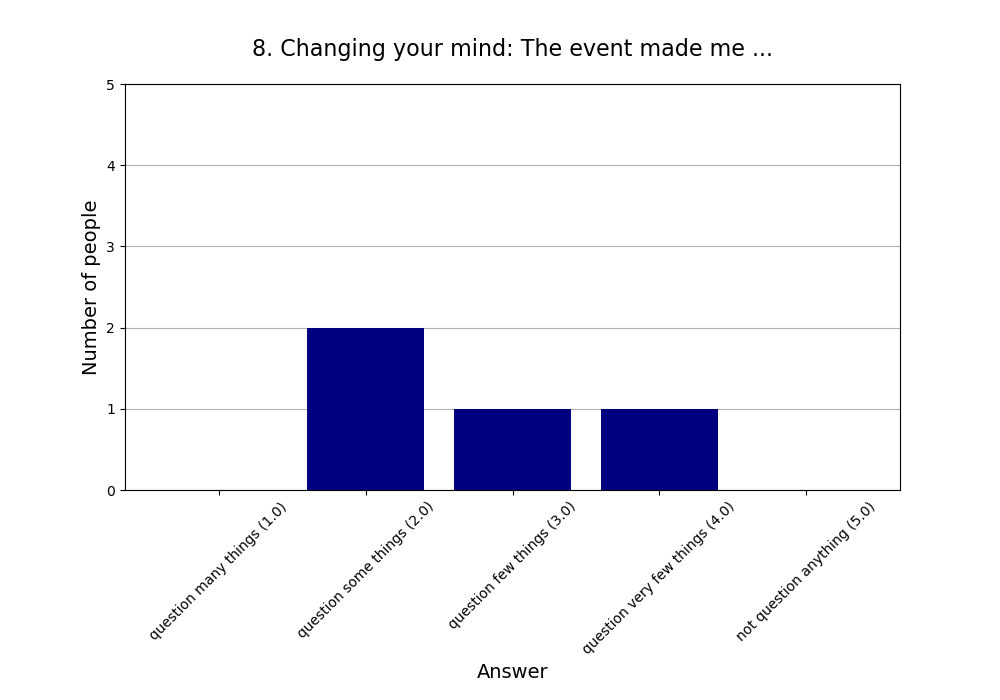 8. Changing your mind: The event made me ...
5
4
3
2
1
0
Number of people
question many things (1.0)
question some things (2.0)
question few things (3.0)
question very few things (4.0)
not question anything (5.0)
Answer